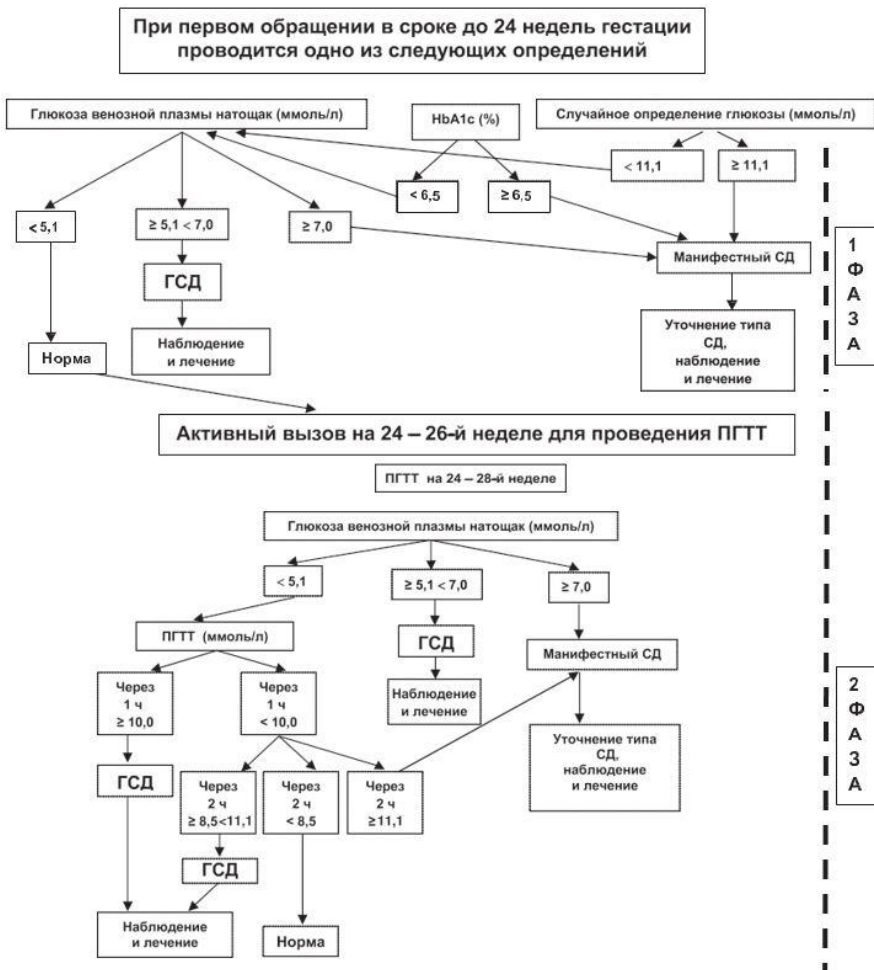 При первом обращении в сроке до 24 недель гестации
проводится одно из следующих определений
Глюкоза венозной плазмы натощак (ммоль/л)
HbA1c (%)
Случайное определение глюкозы (ммоль/л)
< 11,1
≥ 11,1
< 6,5
≥ 6,5
< 5,1
≥ 5,1 < 7,0
≥ 7,0
Манифестный СД
ГСД
Норма
Наблюдение
и лечение
Уточнение типа
СД,
наблюдение
и лечение
1
Ф
А
З
А
Активный вызов на 24 – 26-й неделе для проведения ПГТТ
ПГТТ на 24 – 28-й неделе
Глюкоза венозной плазмы натощак (ммоль/л)
< 5,1
≥ 5,1 < 7,0
≥ 7,0
ПГТТ (ммоль/л)
ГСД
Манифестный СД
Через
1 ч
≥ 10,0
Через
1 ч
< 10,0
Наблюдение
и лечение
Уточнение типа
СД,
наблюдение
и лечение
ГСД
Через
2 ч
≥ 8,5<11,1
Через
2 ч
< 8,5
Через
2 ч
≥11,1
ГСД
Наблюдение
и лечение
Норма
2
Ф
А
З
А